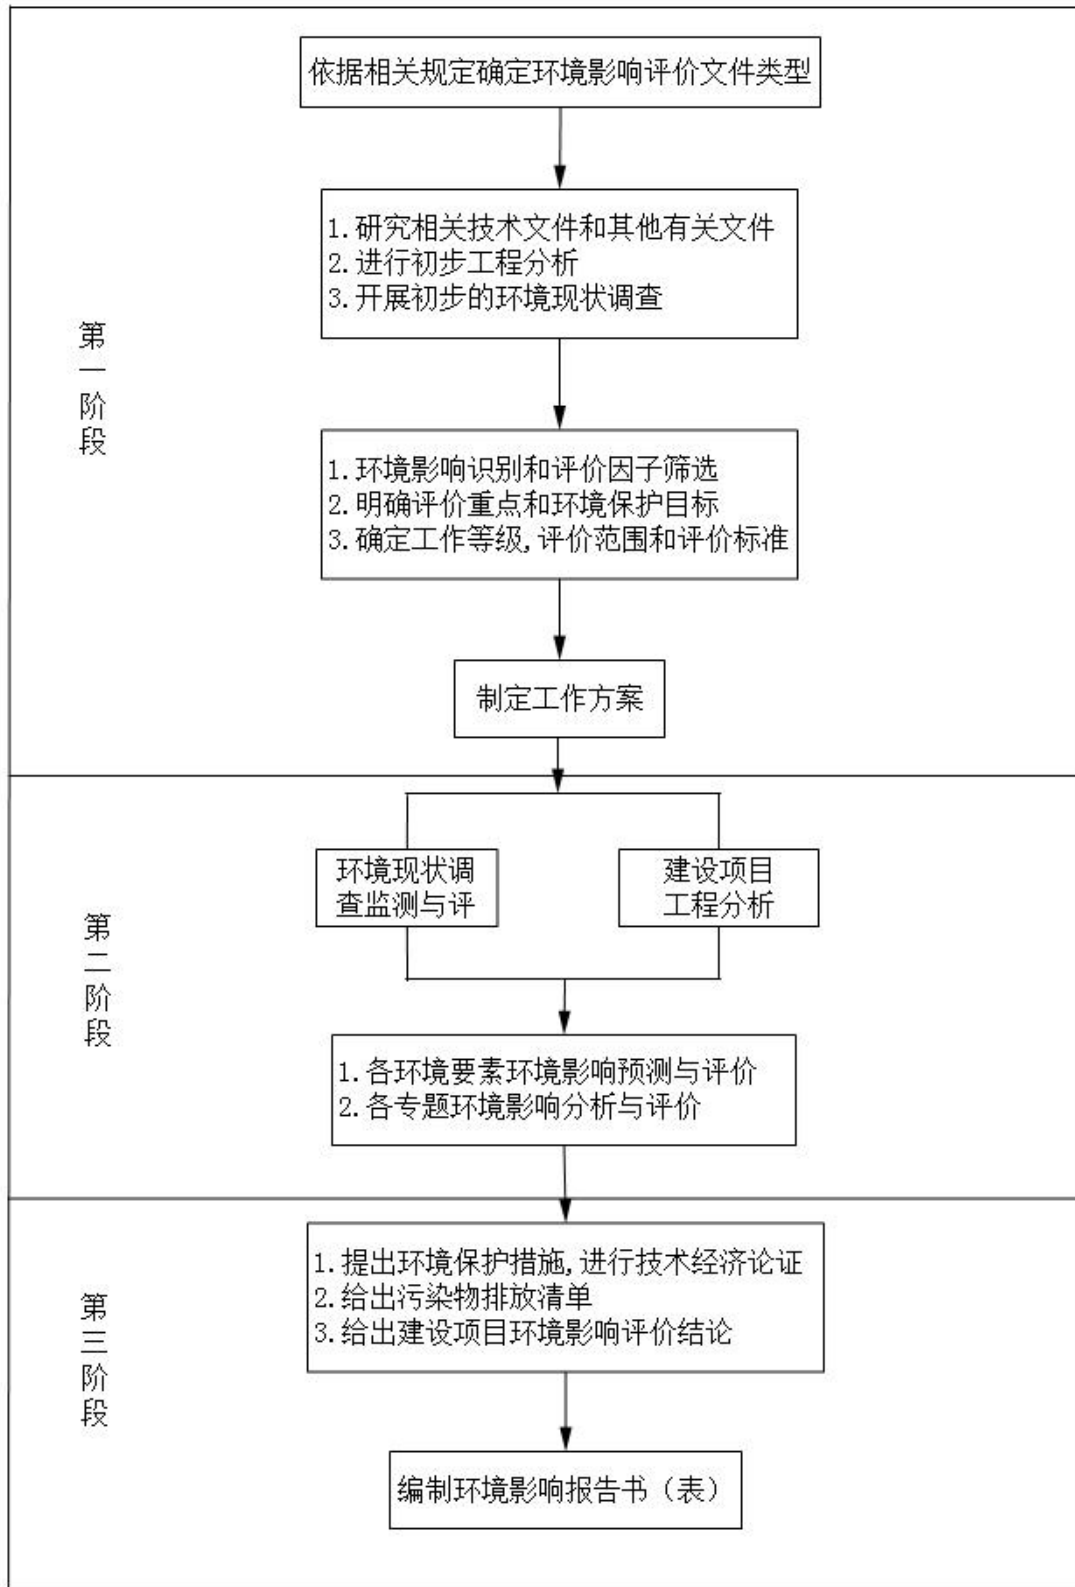 依据相关规定确定环境影响评价文件类型
1.研究相关技术文件和其他有关文件
2.进行初步工程分析
3.开展初步的环境现状调查
第一阶段
1.环境影响识别和评价因子筛选
2.明确评价重点和环境保护目标
3.确定工作等级,评价范围和评价标准
制定工作方案
环境现状调
查监测与评
建设项目
工程分析
第二阶段
1.各环境要素环境影响预测与评价
2.各专题环境影响分析与评价
1.提出环境保护措施,进行技术经济论证
2.给出污染物排放清单
3.给出建设项目环境影响评价结论
第三阶段
编制环境影响报告书（表）